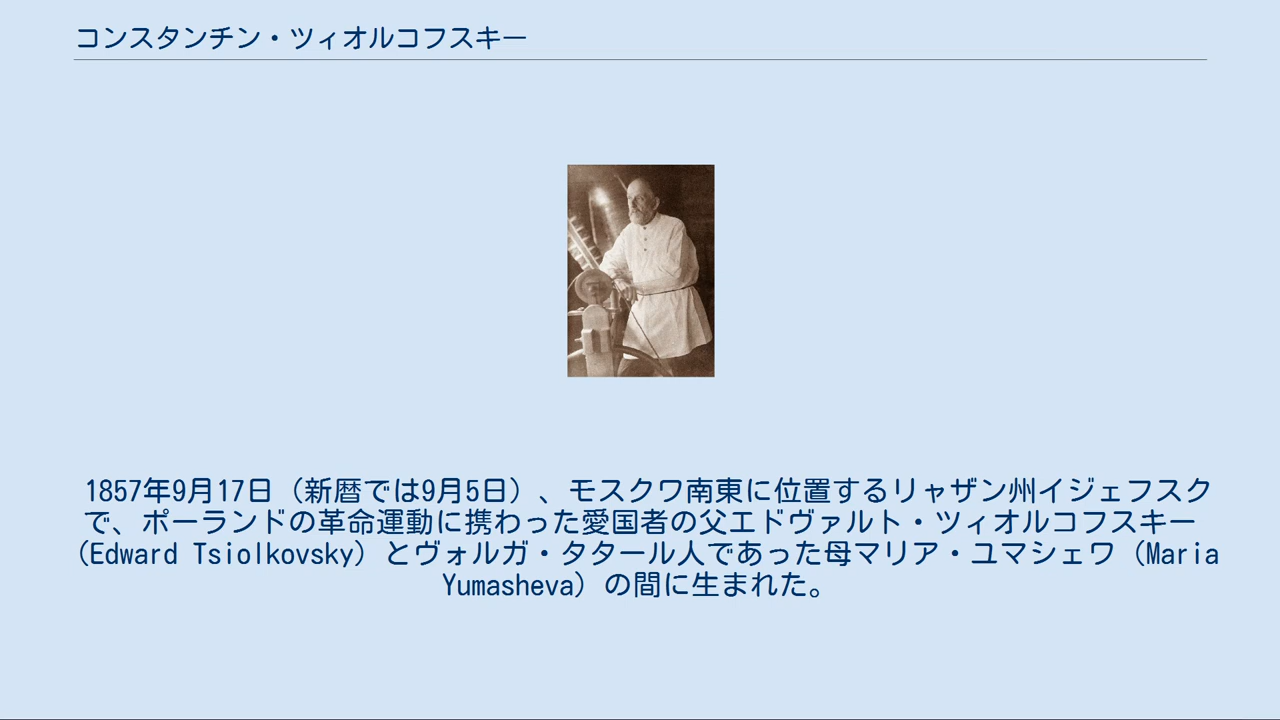 コンスタンチン・ツィオルコフスキー
1857年9月17日（新暦では9月5日）、モスクワ南東に位置するリャザン州イジェフスク
で、ポーランドの革命運動に携わった愛国者の父エドヴァルト・ツィオルコフスキー
（Edward Tsiolkovsky）とヴォルガ・タタール人であった母マリア・ユマシェワ（Maria
Yumasheva）の間に生まれた。